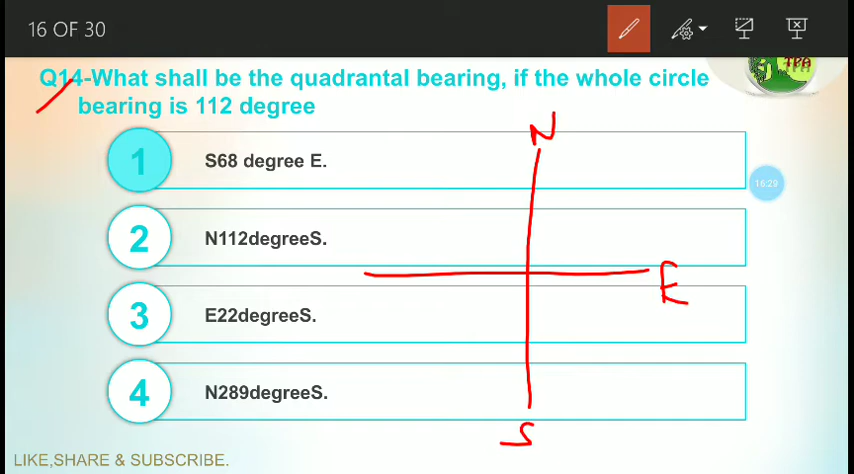 16 OF 30
Q14-What shall be the quadrantal bearing, if the whole circle
bearing is 112 degree
TPA
1 S68 degree E.
16:29
2 N112degreeS.
3 E22degreeS.
4 N289degreeS.
N
E
S
LIKE,SHARE & SUBSCRIBE.